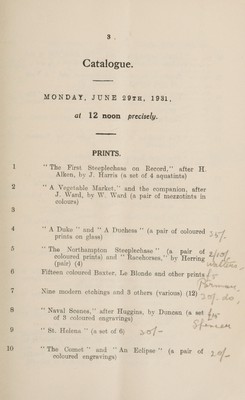 3 .
Catalogue.
MONDAY, JUNE 29TH, 1931,
at 12 noon precisely.
PRINTS.
1 "The First Steeplechase on Record," after H.
Alken, by J. Harris (a set of 4 aquatints)
2 "A Vegetable Market," and the companion, after
J. Ward, by W. Ward (a pair of mezzotints in
colours)
3
4 "A Duke" and "A Duchess" (a pair of coloured
prints on glass)
5 "The Northampton Steeplechase" (a pair of
coloured prints) and "Racehorses," by Herring
(pair) (4)
6 Fifteen coloured Baxter, Le Blonde and other prints
7 Nine modern etchings and 3 others (various) (12)
8 "Naval Scenes," after Huggins, by Duncan (a set
of 3 coloured engravings)
9 "St. Helena" (a set of 6) 20/-
10 "The Comet" and "An Eclipse" (a pair of 20/-
coloured engravings)